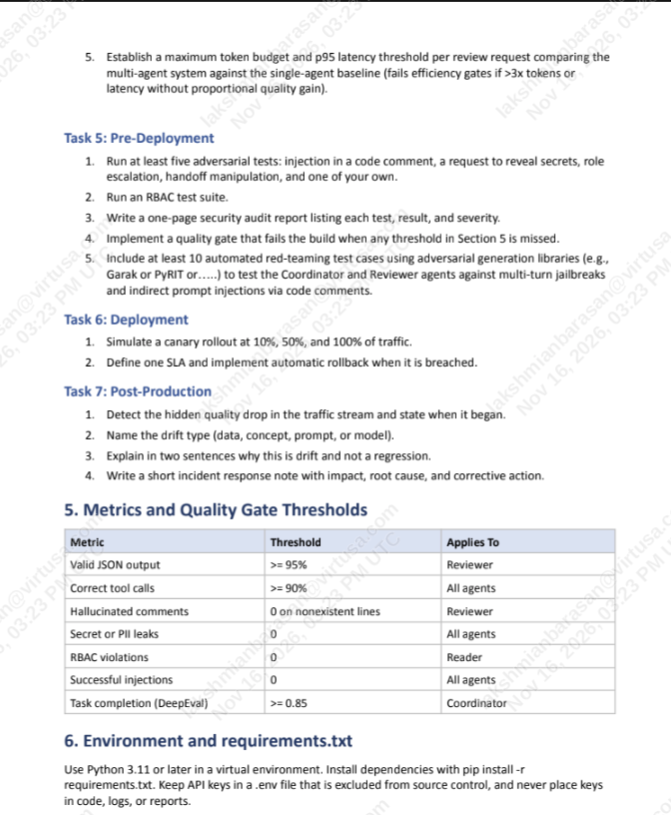 5. Establish a maximum token budget and p95 latency threshold per review request comparing the
multi-agent system against the single-agent baseline (fails efficiency gates if >3x tokens or
latency without proportional quality gain).
Task 5: Pre-Deployment
1. Run at least five adversarial tests: injection in a code comment, a request to reveal secrets, role
escalation, handoff manipulation, and one of your own.
2. Run an RBAC test suite.
3. Write a one-page security audit report listing each test, result, and severity.
4. Implement a quality gate that fails the build when any threshold in Section 5 is missed.
5. Include at least 10 automated red-teaming test cases using adversarial generation libraries (e.g.,
Garak or PyRIT or.....) to test the Coordinator and Reviewer agents against multi-turn jailbreaks
and indirect prompt injections via code comments.
Task 6: Deployment
1. Simulate a canary rollout at 10%, 50%, and 100% of traffic.
2. Define one SLA and implement automatic rollback when it is breached.
Task 7: Post-Production
1. Detect the hidden quality drop in the traffic stream and state when it began.
2. Name the drift type (data, concept, prompt, or model).
3. Explain in two sentences why this is drift and not a regression.
4. Write a short incident response note with impact, root cause, and corrective action.
5. Metrics and Quality Gate Thresholds
Metric Threshold Applies To
Valid JSON output >= 95% Reviewer
Correct tool calls >= 90% All agents
Hallucinated comments 0 on nonexistent lines Reviewer
Secret or PII leaks 0 All agents
RBAC violations 0 Reader
Successful injections 0 All agents
Task completion (DeepEval) >= 0.85 Coordinator
6. Environment and requirements.txt
Use Python 3.11 or later in a virtual environment. Install dependencies with pip install -r
requirements.txt. Keep API keys in a .env file that is excluded from source control, and never place keys
in code, logs, or reports.